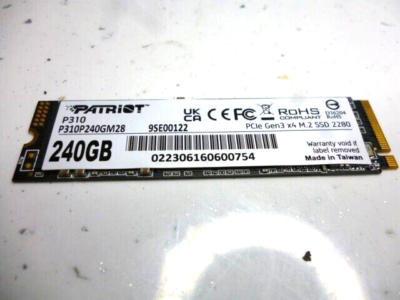 PATRIOT
P310
P310P240GM28 9SE00122
UK CA CE FC RoHS COMPLIANT
PCIe Gen3 x4 M.2 SSD 2280
240GB
022306160600754
Warranty void if
label removed
Made in Taiwan